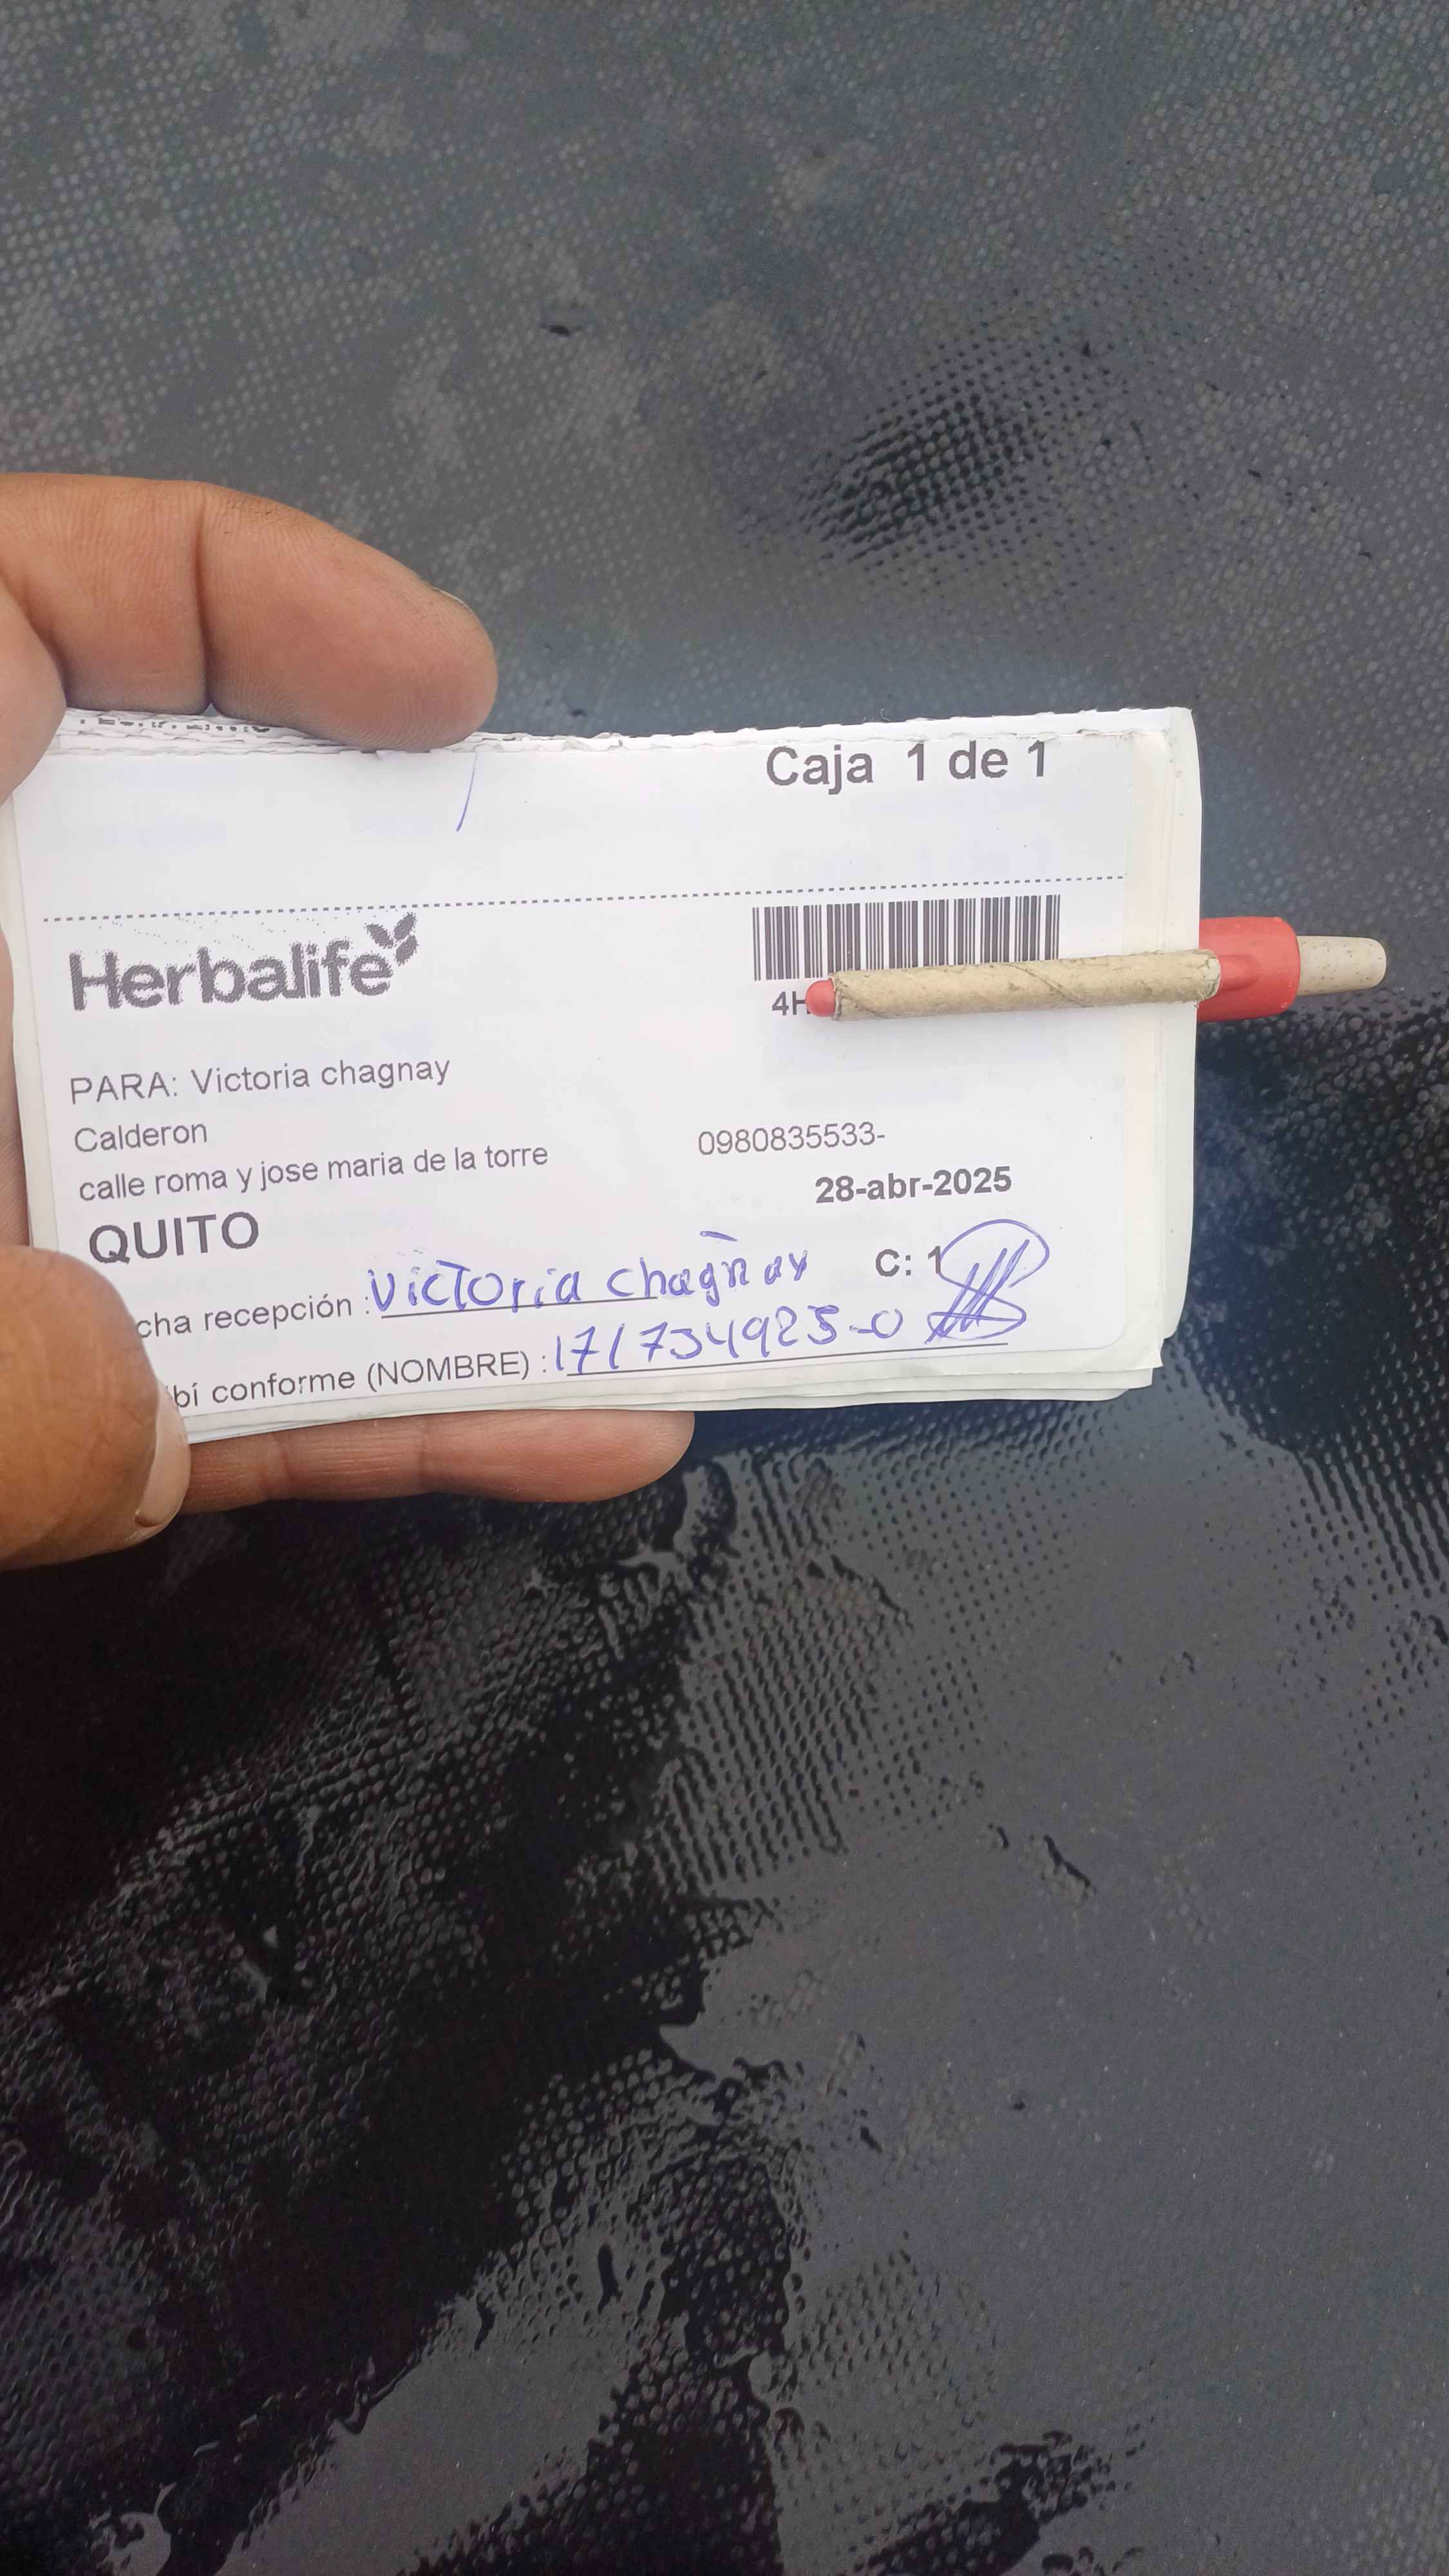 Caja 1 de 1
Herbalife
4H
PARA: Victoria chagnay
Calderon
0980835533-
calle roma y jose maria de la torre
28-abr-2025
QUITO
C: 1
cha recepción : Victoria Chagñay
bí conforme (NOMBRE) : 171734925-0